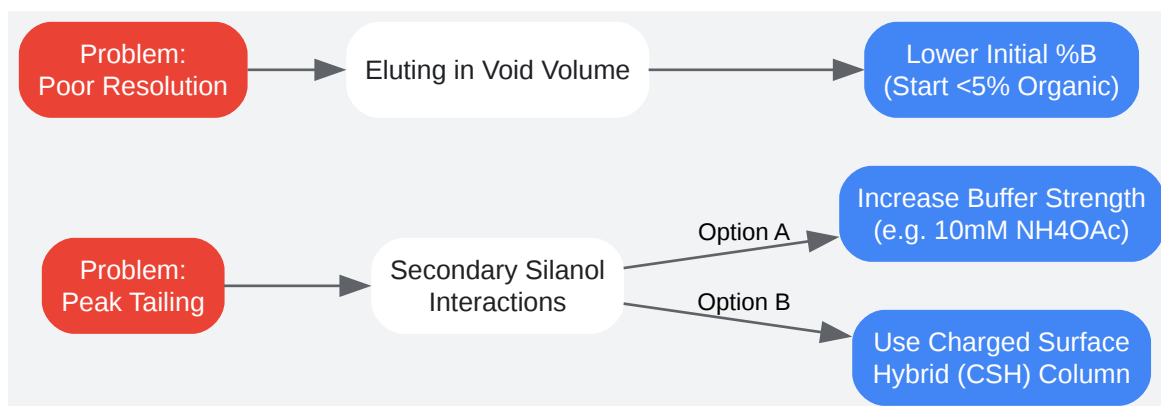 Problem:
Poor Resolution
Eluting in Void Volume
Lower Initial %B
(Start <5% Organic)
Problem:
Peak Tailing
Secondary Silanol
Interactions
Option A
Increase Buffer Strength
(e.g. 10mM NH4OAc)
Option B
Use Charged Surface
Hybrid (CSH) Column